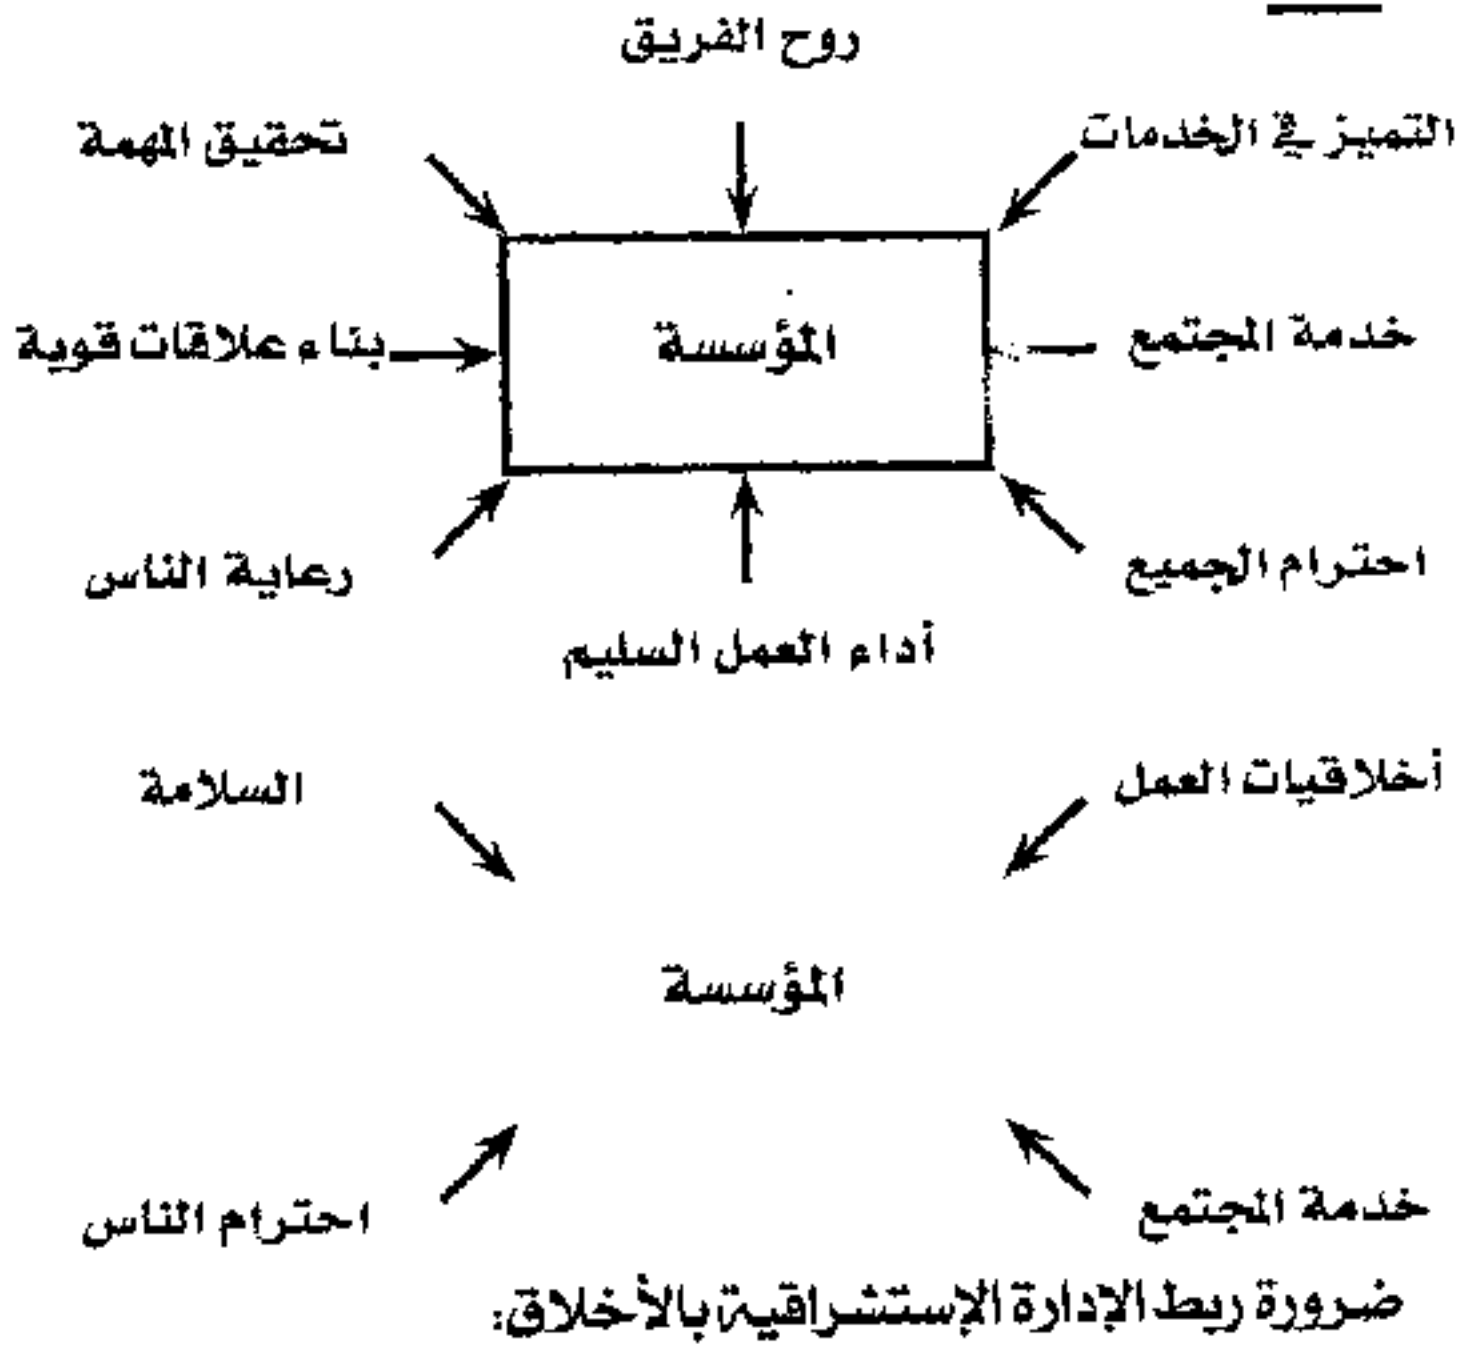 روح الفريق
التميز في الخدمات
تحقيق المهمة
خدمة المجتمع
المؤسسة
بناء علاقات قوية
احترام الجميع
رعاية الناس
أداء العمل السليم
أخلاقيات العمل
السلامة
المؤسسة
خدمة المجتمع
احترام الناس
ضرورة ربط الإدارة الإستشراقية بالأخلاق: